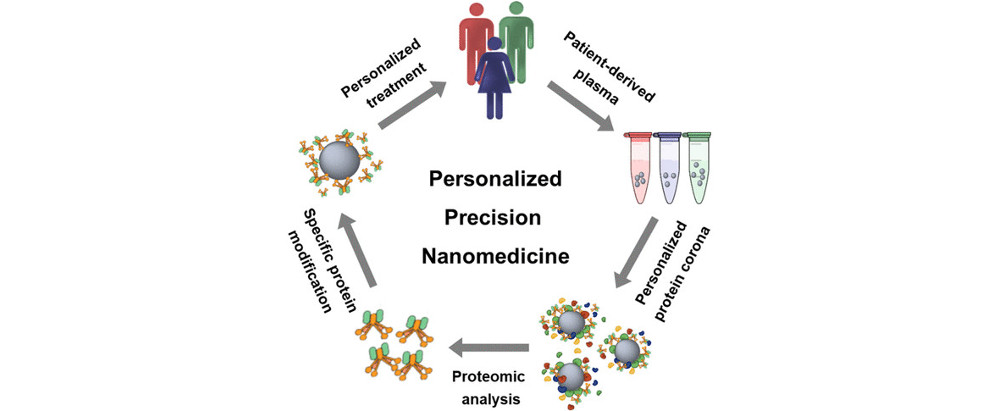 Personalized
treatment
Patient-derived
plasma
Personalized
Precision
Nanomedicine
Personalized
protein corona
Specific protein
modification
Proteomic
analysis